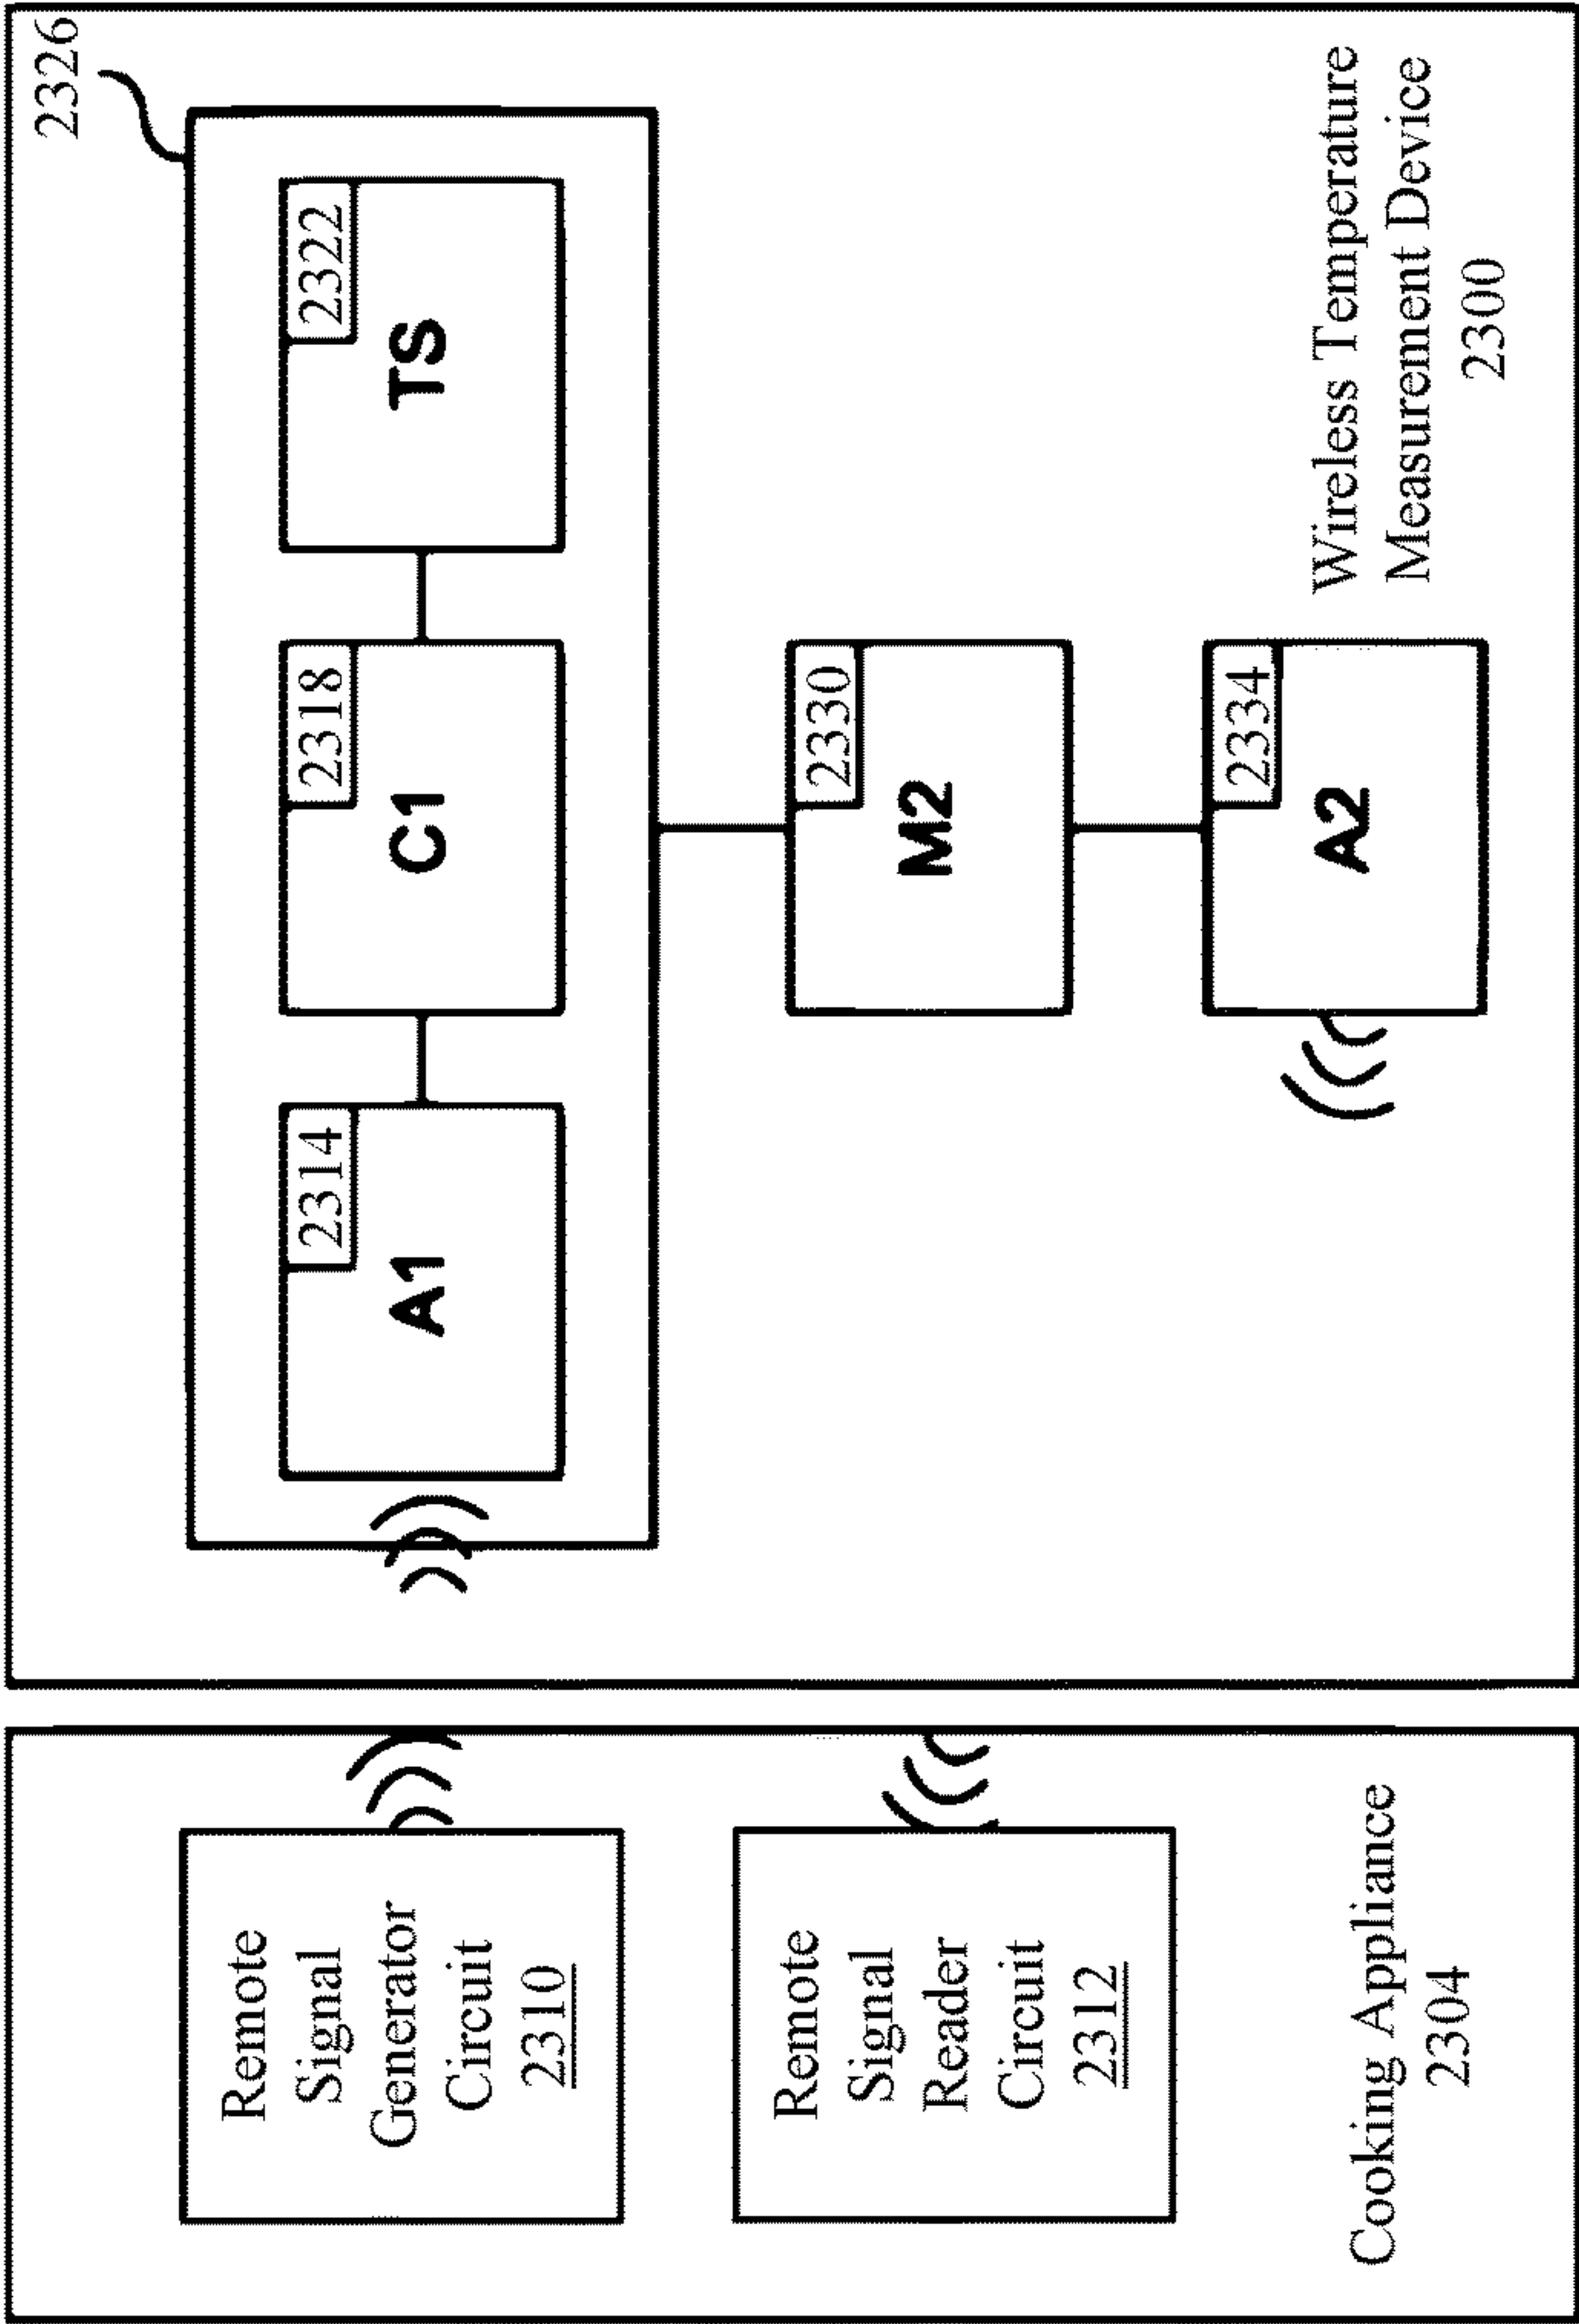 Remote
Signal
Generator
Circuit
2310
Remote
Signal
Reader
Circuit
2312
Cooking Appliance
2304
2326
2314
A1
2318
C1
2322
TS
2330
M2
2334
A2
Wireless Temperature
Measurement Device
2300